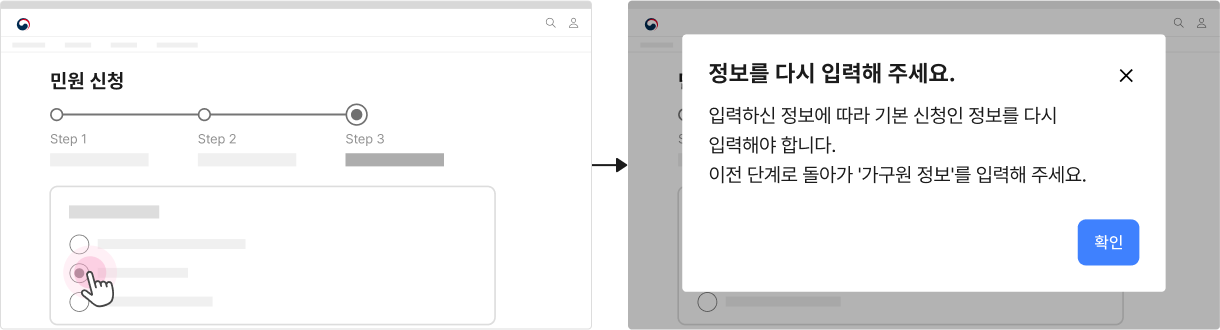 민원 신청
Step 1
Step 2
Step 3
정보를 다시 입력해 주세요.
입력하신 정보에 따라 기본 신청인 정보를 다시
입력해야 합니다.
이전 단계로 돌아가 '가구원 정보'를 입력해 주세요.
확인